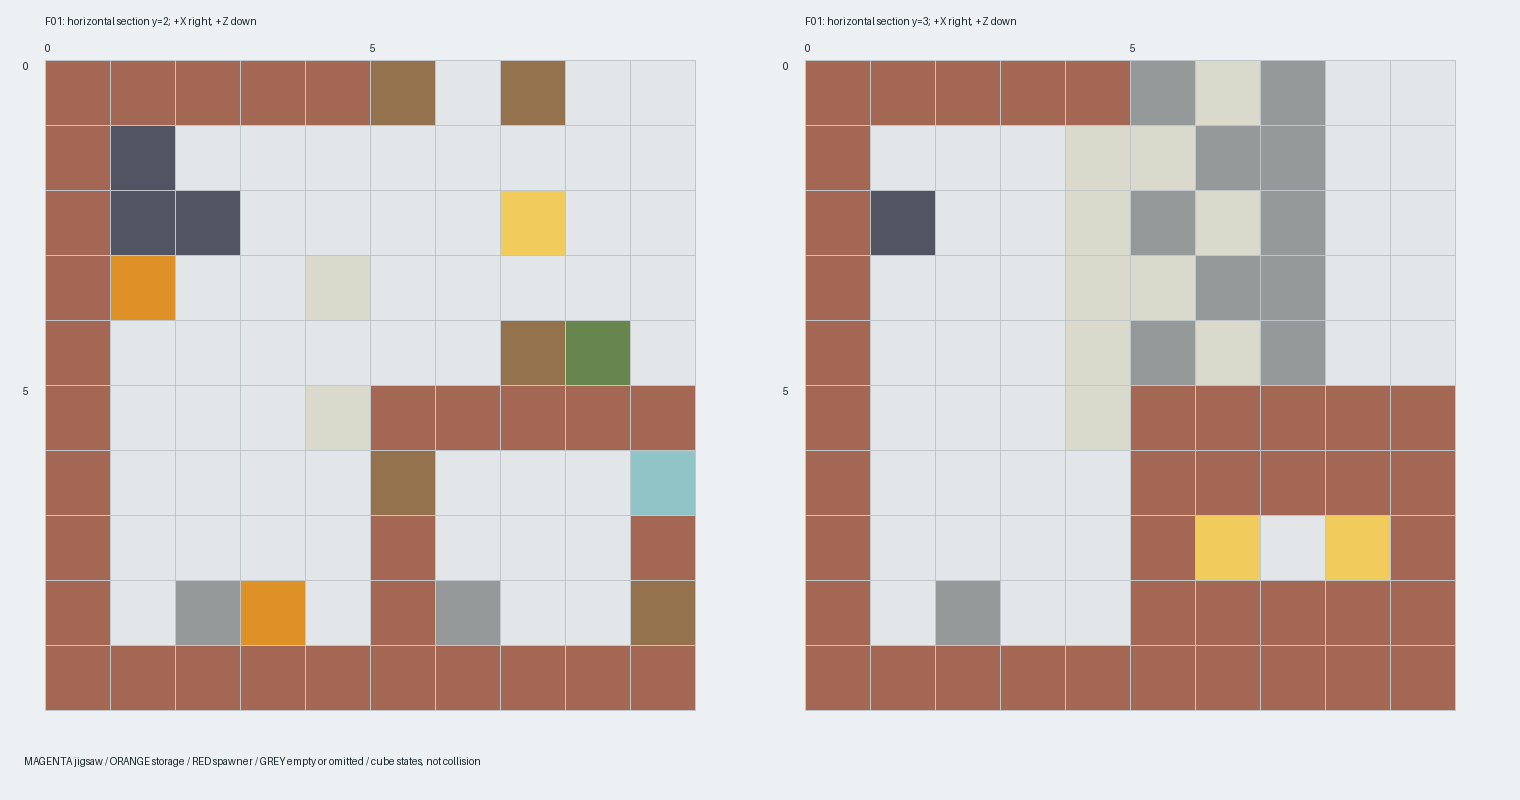 F01: horizontal section y=2; +X right, +Z down
F01: horizontal section y=3; +X right, +Z down
0 5
0 5
0
0
5
5
MAGENTA jigsaw / ORANGE storage / RED spawner / GREY empty or omitted / cube states, not collision